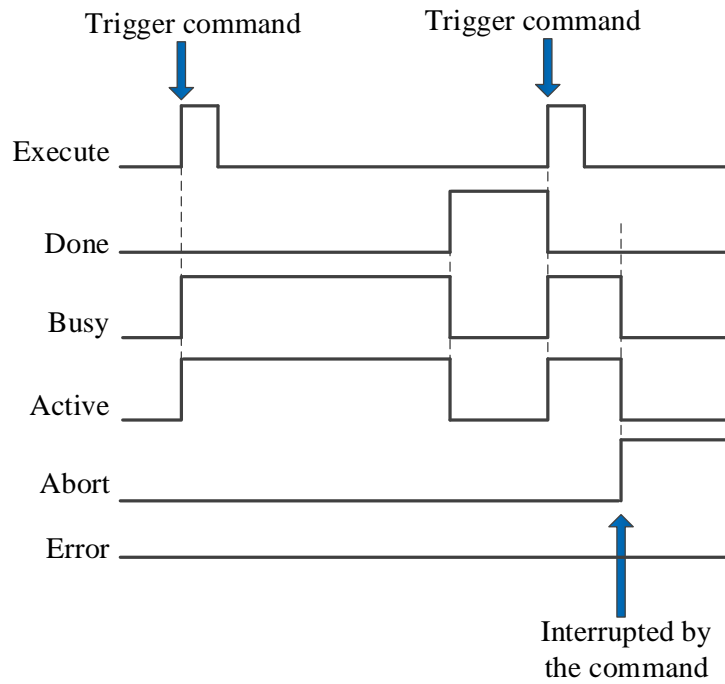 Trigger command
Trigger command
Execute
Done
Busy
Active
Abort
Error
Interrupted by
the command